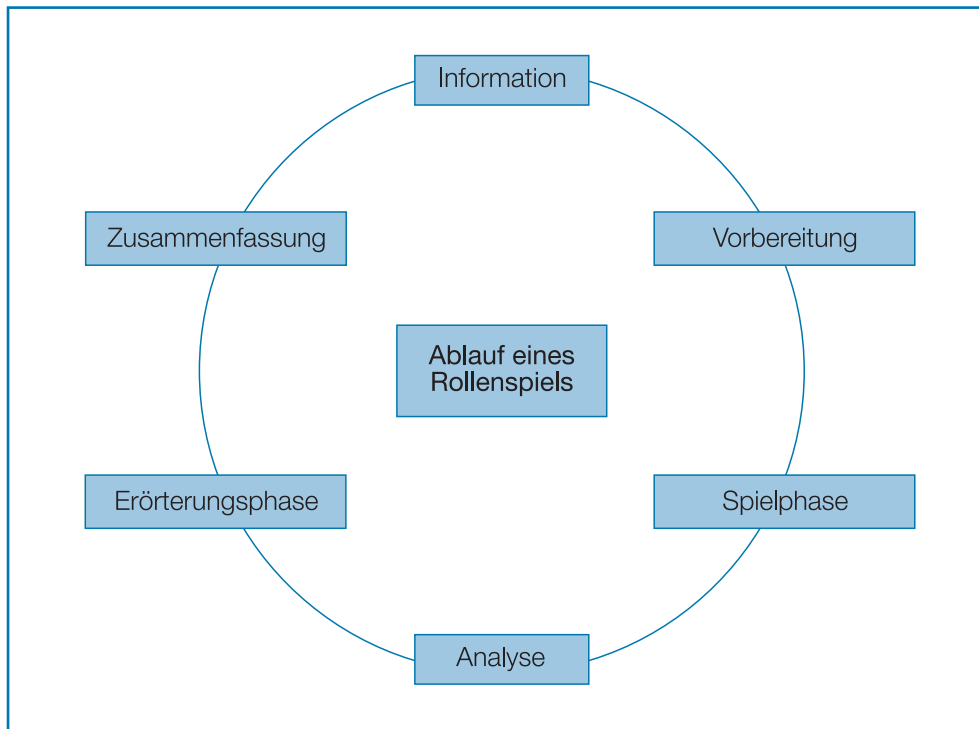 Information
Zusammenfassung
Vorbereitung
Ablauf eines
Rollenspiels
Erörterungsphase
Spielphase
Analyse